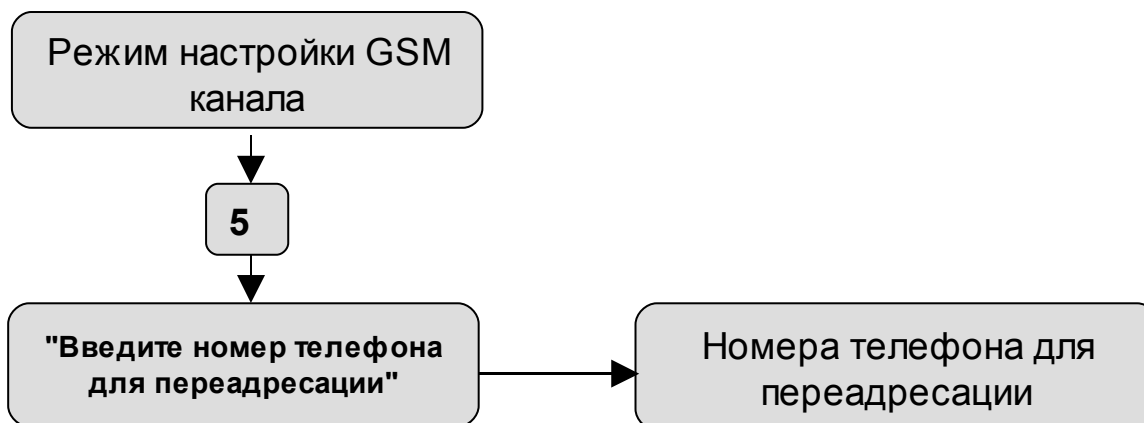 Режим настройки GSM
канала
5
"Введите номер телефона
для переадресации"
Номера телефона для
переадресации